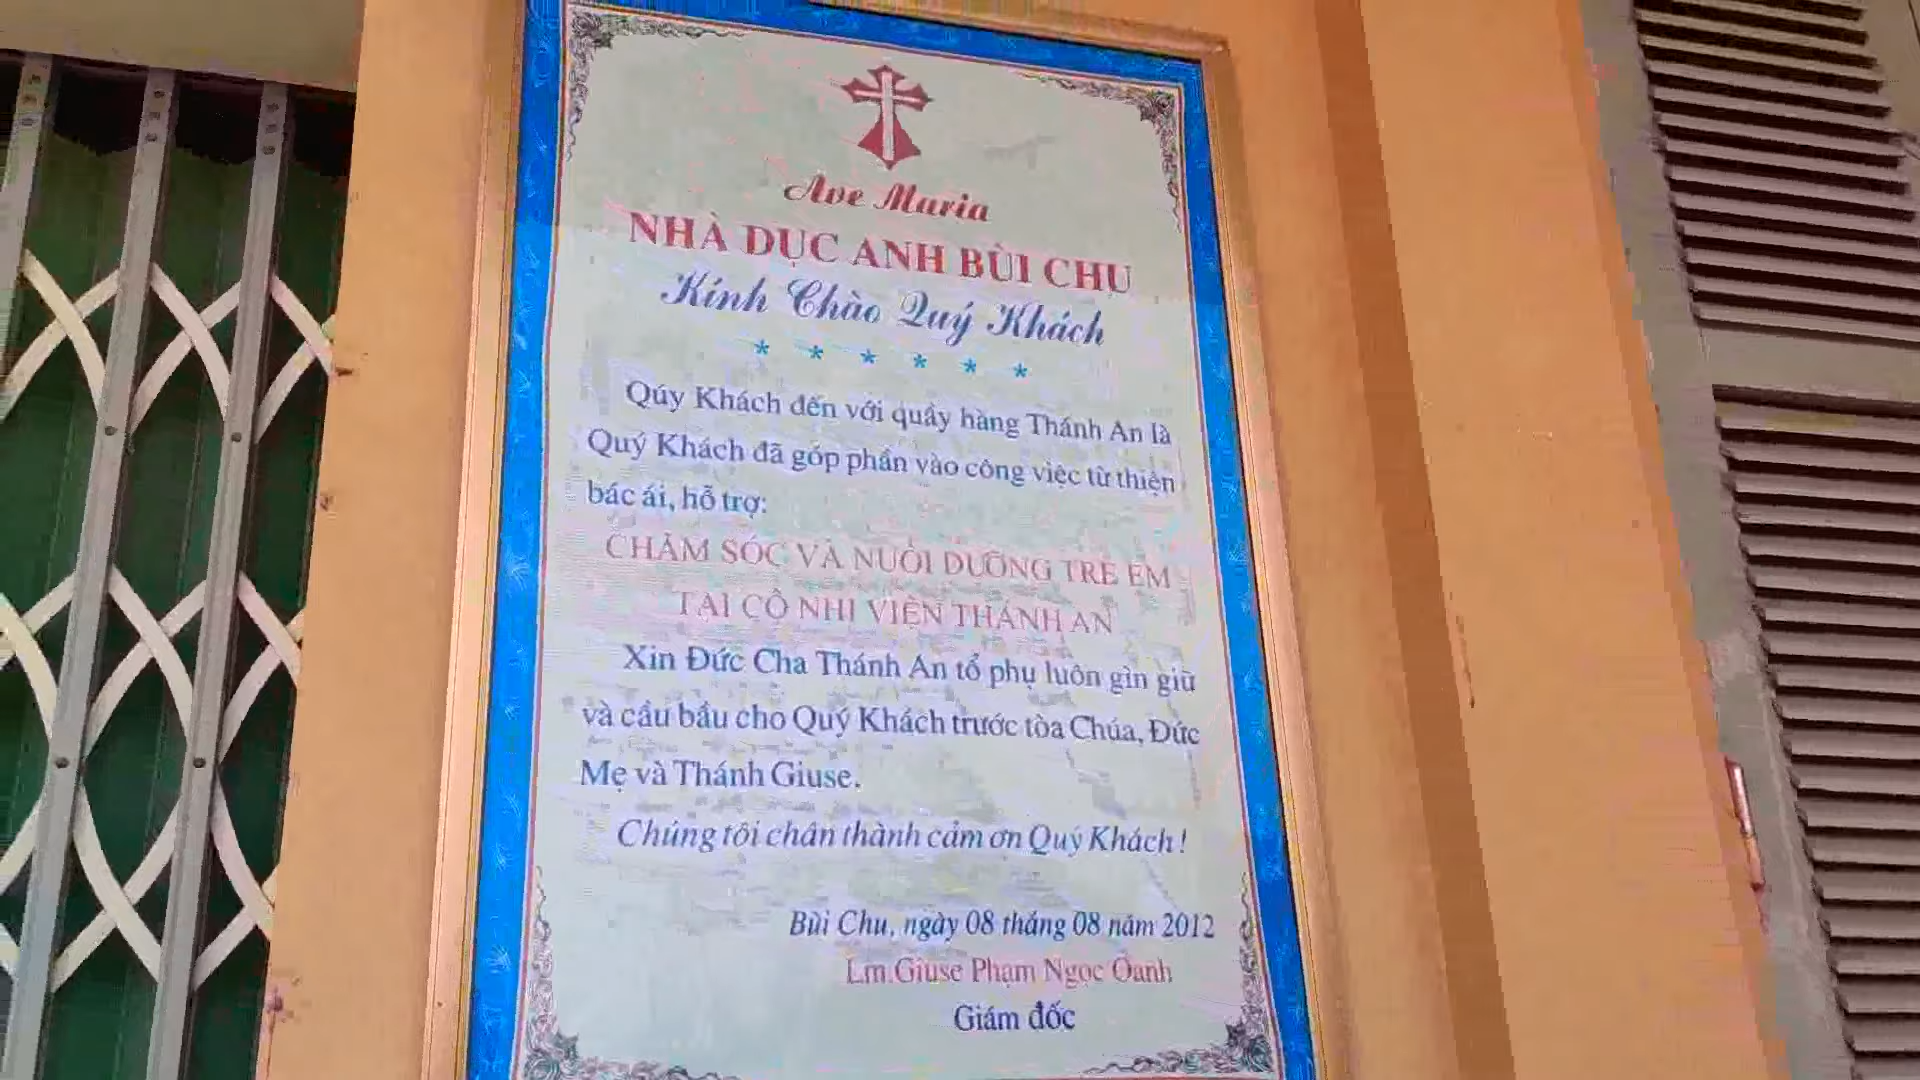 Ave Maria
NHÀ DỤC ANH BÙI CHU
Kính Chào Quý Khách
* * * * * *
Qúy Khách đến với quầy hàng Thánh An là
Quý Khách đã góp phần vào công việc từ thiện
bác ái, hỗ trợ:
CHĂM SÓC VÀ NUÔI DƯỠNG TRẺ EM
TẠI CÔ NHI VIỆN THÁNH AN
Xin Đức Cha Thánh An tổ phụ luôn gìn giữ
và cầu bầu cho Quý Khách trước tòa Chúa, Đức
Mẹ và Thánh Giuse.
Chúng tôi chân thành cảm ơn Quý Khách !
Bùi Chu, ngày 08 tháng 08 năm 2012
Lm.Giuse Phạm Ngọc Oanh
Giám đốc